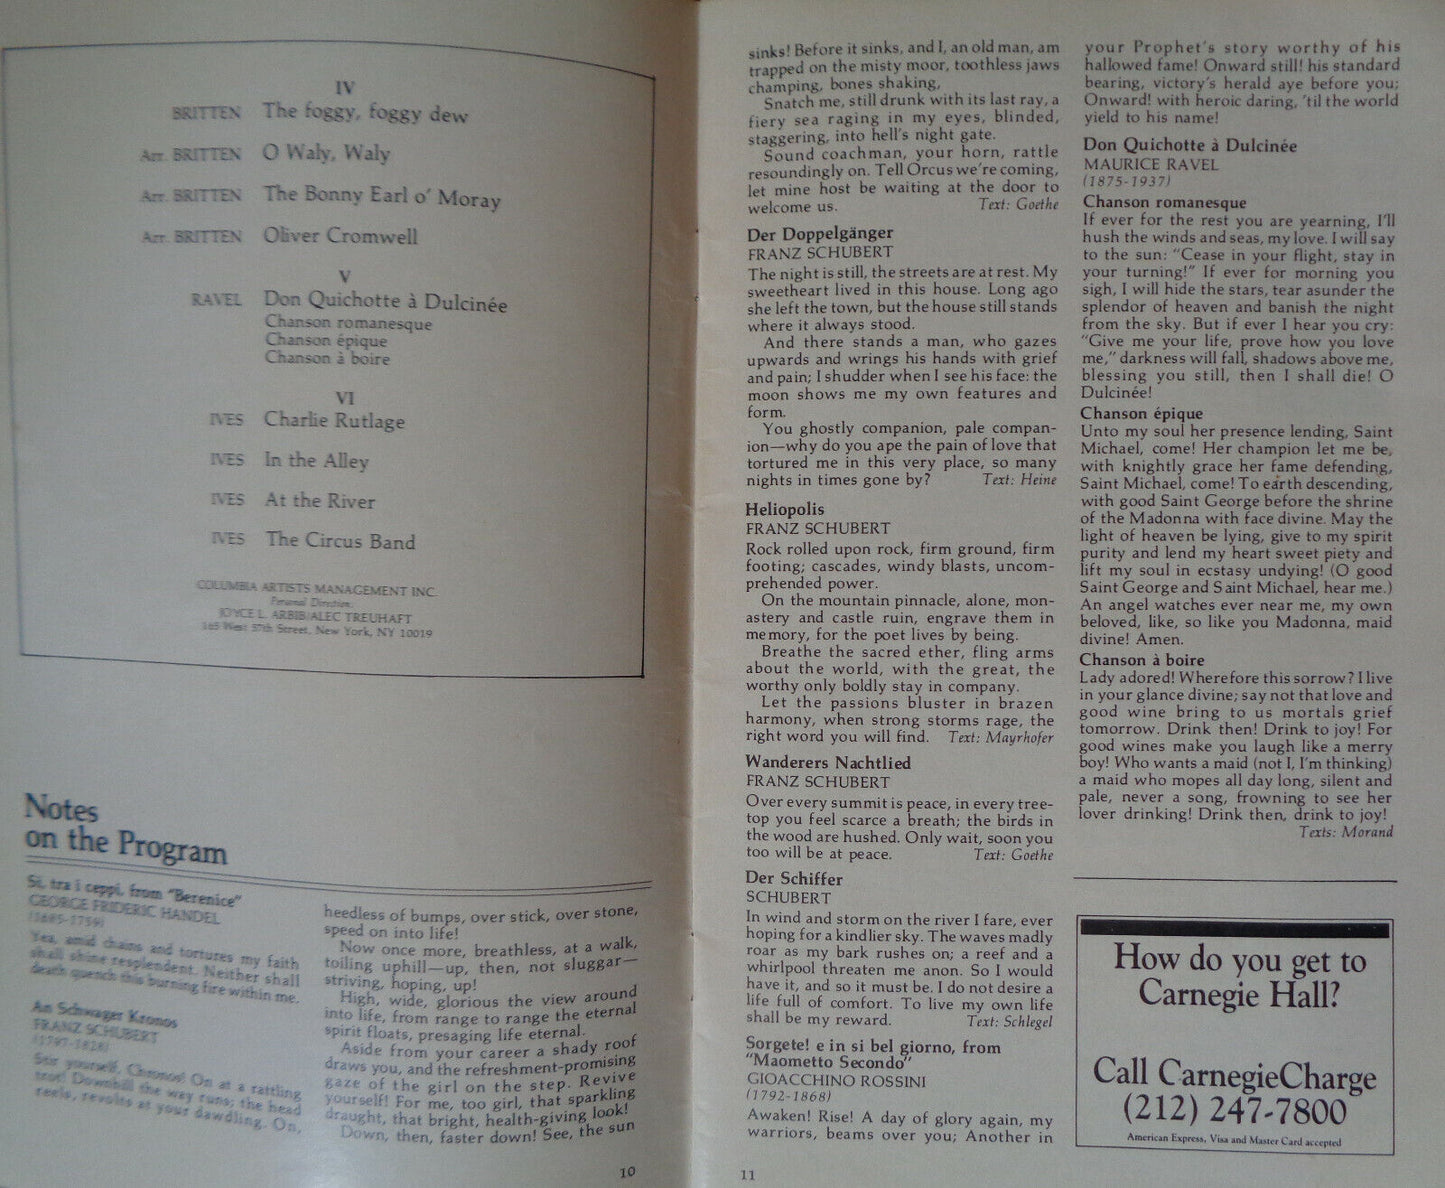 IV
BRITTEN The foggy, foggy dew
Arr. BRITTEN O Waly, Waly
Arr. BRITTEN The Bonny Earl o' Moray
Arr. BRITTEN Oliver Cromwell
V
RAVEL Don Quichotte à Dulcinée
Chanson romanesque
Chanson épique
Chanson à boire
VI
IVES Charlie Rutlage
IVES In the Alley
IVES At the River
IVES The Circus Band
COLUMBIA ARTISTS MANAGEMENT INC.
Personal Direction:
JOYCE L. ARBIB/ALEC TREUHAFT
165 West 57th Street, New York, NY 10019
Notes
on the Program
Si, tra i ceppi, from "Berenice"
GEORGE FRIDERIC HANDEL
(1685-1759)
Yea, amid chains and tortures my faith
shall shine resplendent. Neither shall
death quench this burning fire within me.
An Schwager Kronos
FRANZ SCHUBERT
(1797-1828)
Stir yourself, Chronos! On at a rattling
trot! Downhill the way runs; the head
reels, revolts at your dawdling. On,
heedless of bumps, over stick, over stone,
speed on into life!
Now once more, breathless, at a walk,
toiling uphill—up, then, not sluggar—
striving, hoping, up!
High, wide, glorious the view around
into life, from range to range the eternal
spirit floats, presaging life eternal.
Aside from your career a shady roof
draws you, and the refreshment-promising
gaze of the girl on the step. Revive
yourself! For me, too girl, that sparkling
draught, that bright, health-giving look!
Down, then, faster down! See, the sun
10
sinks! Before it sinks, and I, an old man, am
trapped on the misty moor, toothless jaws
champing, bones shaking,
Snatch me, still drunk with its last ray, a
fiery sea raging in my eyes, blinded,
staggering, into hell's night gate.
Sound coachman, your horn, rattle
resoundingly on. Tell Orcus we're coming,
let mine host be waiting at the door to
welcome us. Text: Goethe
Der Doppelgänger
FRANZ SCHUBERT
The night is still, the streets are at rest. My
sweetheart lived in this house. Long ago
she left the town, but the house still stands
where it always stood.
And there stands a man, who gazes
upwards and wrings his hands with grief
and pain; I shudder when I see his face: the
moon shows me my own features and
form.
You ghostly companion, pale compan-
ion—why do you ape the pain of love that
tortured me in this very place, so many
nights in times gone by? Text: Heine
Heliopolis
FRANZ SCHUBERT
Rock rolled upon rock, firm ground, firm
footing; cascades, windy blasts, uncom-
prehended power.
On the mountain pinnacle, alone, mon-
astery and castle ruin, engrave them in
memory, for the poet lives by being.
Breathe the sacred ether, fling arms
about the world, with the great, the
worthy only boldly stay in company.
Let the passions bluster in brazen
harmony, when strong storms rage, the
right word you will find. Text: Mayrhofer
Wanderers Nachtlied
FRANZ SCHUBERT
Over every summit is peace, in every tree-
top you feel scarce a breath; the birds in
the wood are hushed. Only wait, soon you
too will be at peace. Text: Goethe
Der Schiffer
SCHUBERT
In wind and storm on the river I fare, ever
hoping for a kindlier sky. The waves madly
roar as my bark rushes on; a reef and a
whirlpool threaten me anon. So I would
have it, and so it must be. I do not desire a
life full of comfort. To live my own life
shall be my reward. Text: Schlegel
Sorgete! e in si bel giorno, from
"Maometto Secondo"
GIOACCHINO ROSSINI
(1792-1868)
Awaken! Rise! A day of glory again, my
warriors, beams over you; Another in
11
your Prophet's story worthy of his
hallowed fame! Onward still! his standard
bearing, victory's herald aye before you;
Onward! with heroic daring, 'til the world
yield to his name!
Don Quichotte à Dulcinée
MAURICE RAVEL
(1875-1937)
Chanson romanesque
If ever for the rest you are yearning, I'll
hush the winds and seas, my love. I will say
to the sun: "Cease in your flight, stay in
your turning!" If ever for morning you
sigh, I will hide the stars, tear asunder the
splendor of heaven and banish the night
from the sky. But if ever I hear you cry:
"Give me your life, prove how you love
me," darkness will fall, shadows above me,
blessing you still, then I shall die! O
Dulcinée!
Chanson épique
Unto my soul her presence lending, Saint
Michael, come! Her champion let me be,
with knightly grace her fame defending,
Saint Michael, come! To earth descending,
with good Saint George before the shrine
of the Madonna with face divine. May the
light of heaven be lying, give to my spirit
purity and lend my heart sweet piety and
lift my soul in ecstasy undying! (O good
Saint George and Saint Michael, hear me.)
An angel watches ever near me, my own
beloved, like, so like you Madonna, maid
divine! Amen.
Chanson à boire
Lady adored! Wherefore this sorrow? I live
in your glance divine; say not that love and
good wine bring to us mortals grief
tomorrow. Drink then! Drink to joy! For
good wines make you laugh like a merry
boy! Who wants a maid (not I, I'm thinking)
a maid who mopes all day long, silent and
pale, never a song, frowning to see her
lover drinking! Drink then, drink to joy!
Texts: Morand
How do you get to
Carnegie Hall?
Call CarnegieCharge
(212) 247-7800
American Express, Visa and Master Card accepted